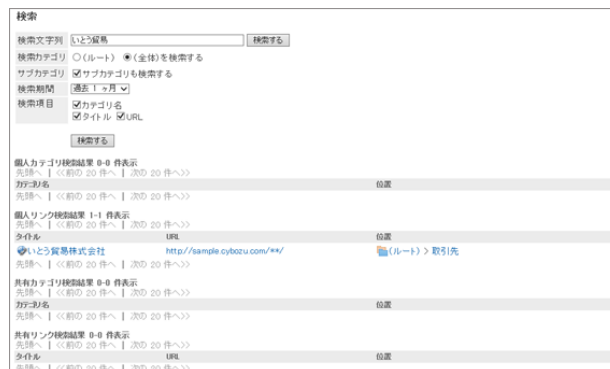 検索
検索文字列 いとう貿易 検索する
検索カテゴリ (ルート) (全体)を検索する
サブカテゴリ サブカテゴリも検索する
検索期間 過去 1 ヶ月
検索項目 カテゴリ名
タイトル URL
検索する
個人カテゴリ検索結果 0-0 件表示
先頭へ | <<前の 20 件へ | 次の 20 件へ>>
カテゴリ名 位置
先頭へ | <<前の 20 件へ | 次の 20 件へ>>
個人リンク検索結果 1-1 件表示
先頭へ | <<前の 20 件へ | 次の 20 件へ>>
タイトル URL 位置
いとう貿易株式会社 http://sample.cybozu.com/**/ (ルート) > 取引先
先頭へ | <<前の 20 件へ | 次の 20 件へ>>
共有カテゴリ検索結果 0-0 件表示
先頭へ | <<前の 20 件へ | 次の 20 件へ>>
カテゴリ名 位置
先頭へ | <<前の 20 件へ | 次の 20 件へ>>
共有リンク検索結果 0-0 件表示
先頭へ | <<前の 20 件へ | 次の 20 件へ>>
タイトル URL 位置
先頭へ | <<前の 20 件へ | 次の 20 件へ>>